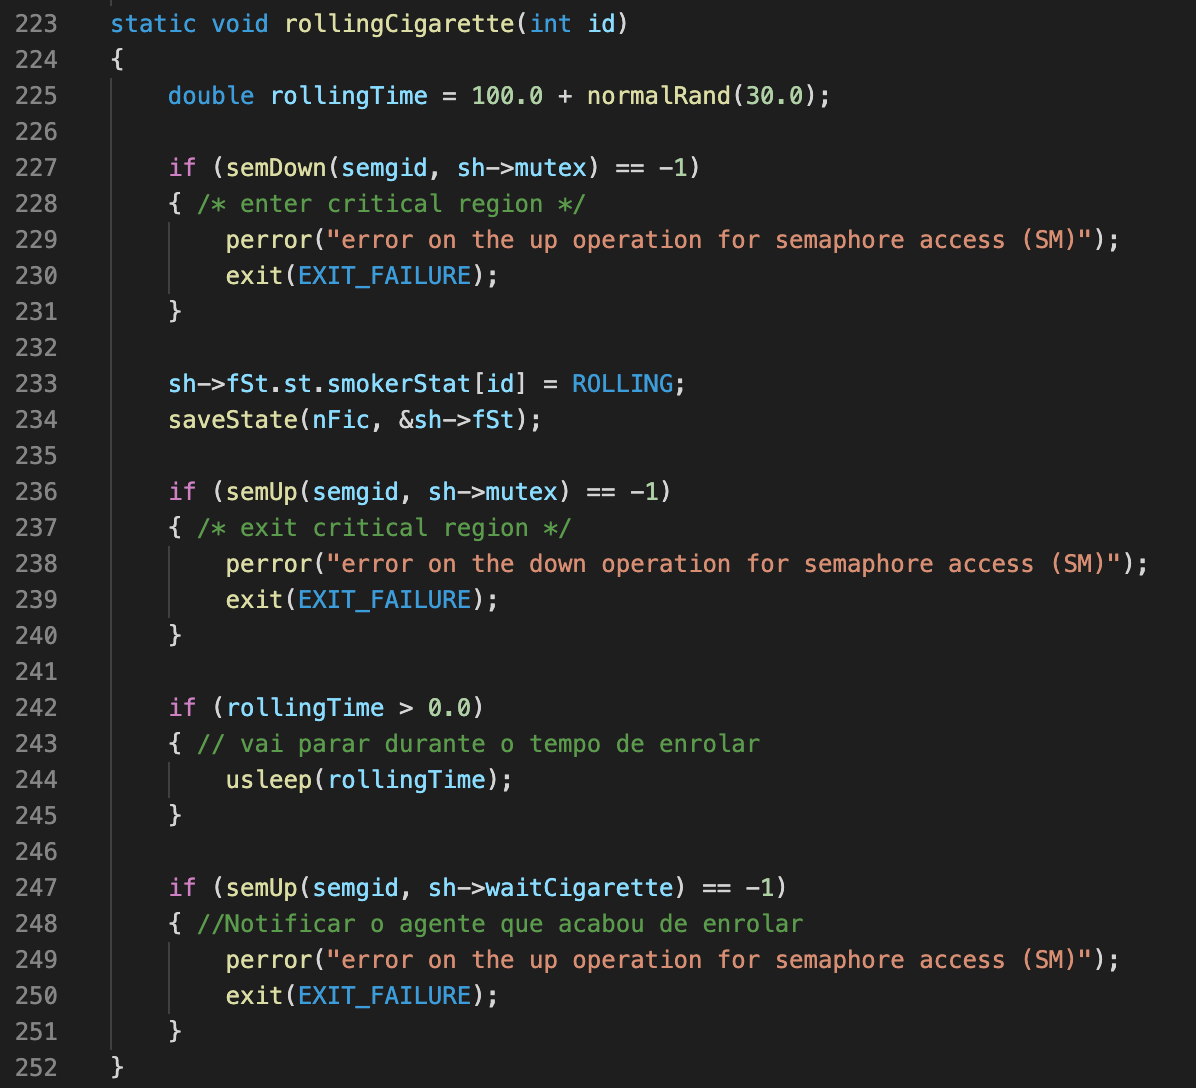 223 static void rollingCigarette(int id)
224 {
225 double rollingTime = 100.0 + normalRand(30.0);
226
227 if (semDown(semgid, sh->mutex) == -1)
228 { /* enter critical region */
229 perror("error on the up operation for semaphore access (SM)");
230 exit(EXIT_FAILURE);
231 }
232
233 sh->fSt.st.smokerStat[id] = ROLLING;
234 saveState(nFic, &sh->fSt);
235
236 if (semUp(semgid, sh->mutex) == -1)
237 { /* exit critical region */
238 perror("error on the down operation for semaphore access (SM)");
239 exit(EXIT_FAILURE);
240 }
241
242 if (rollingTime > 0.0)
243 { // vai parar durante o tempo de enrolar
244 usleep(rollingTime);
245 }
246
247 if (semUp(semgid, sh->waitCigarette) == -1)
248 { //Notificar o agente que acabou de enrolar
249 perror("error on the up operation for semaphore access (SM)");
250 exit(EXIT_FAILURE);
251 }
252 }